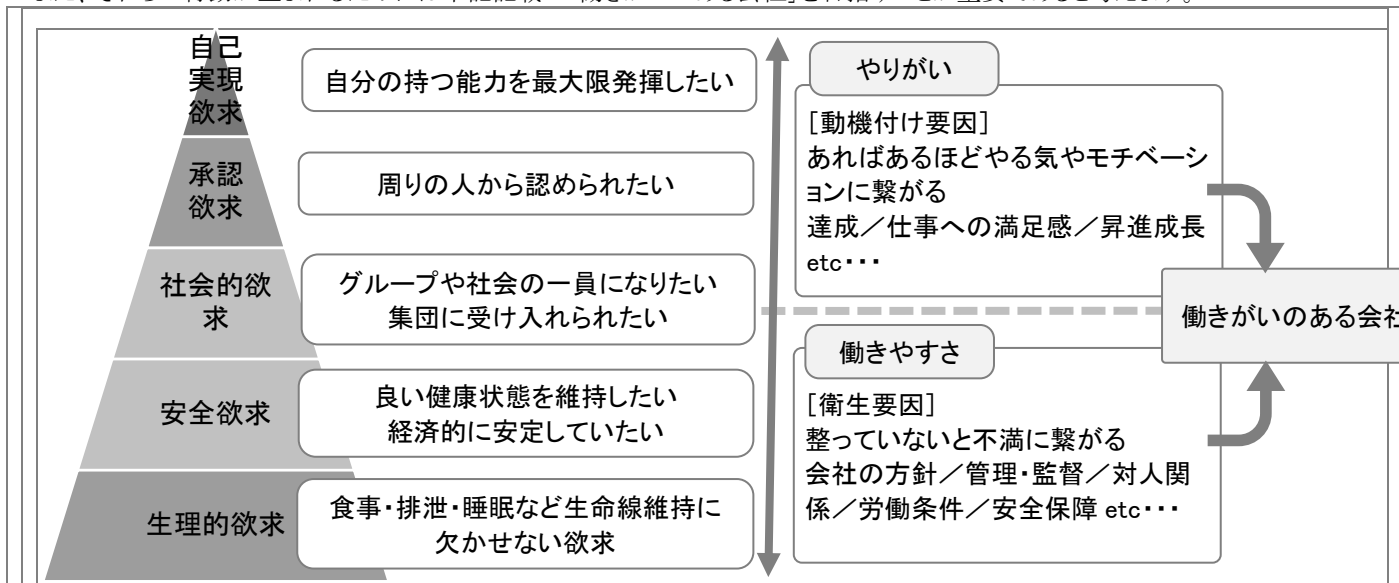 自己
実現
欲求
自分の持つ能力を最大限発揮したい
承認
欲求
周りの人から認められたい
社会的欲
求
グループや社会の一員になりたい
集団に受け入れられたい
安全欲求
良い健康状態を維持したい
経済的に安定していたい
生理的欲求
食事・排泄・睡眠など生命線維持に
欠かせない欲求
やりがい
［動機付け要因］
あればあるほどやる気やモチベーシ
ョンに繋がる
達成／仕事への満足感／昇進成長
etc・・・
働きやすさ
［衛生要因］
整っていないと不満に繋がる
会社の方針／管理・監督／対人関
係／労働条件／安全保障 etc・・・
働きがいのある会社